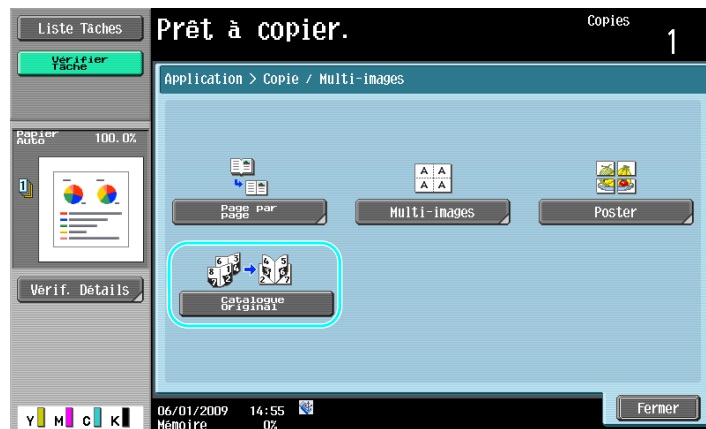 Liste Tâches
Vérifier
Tâche
Prêt à copier.
Copies
1
Application > Copie / Multi-images
Papier
Auto
100.0%
1
Page par
page
A A
A A
Multi-images
Poster
Catalogue
Original
Vérif. Détails
Y M C K
06/01/2009 14:55
Mémoire 0%
Fermer